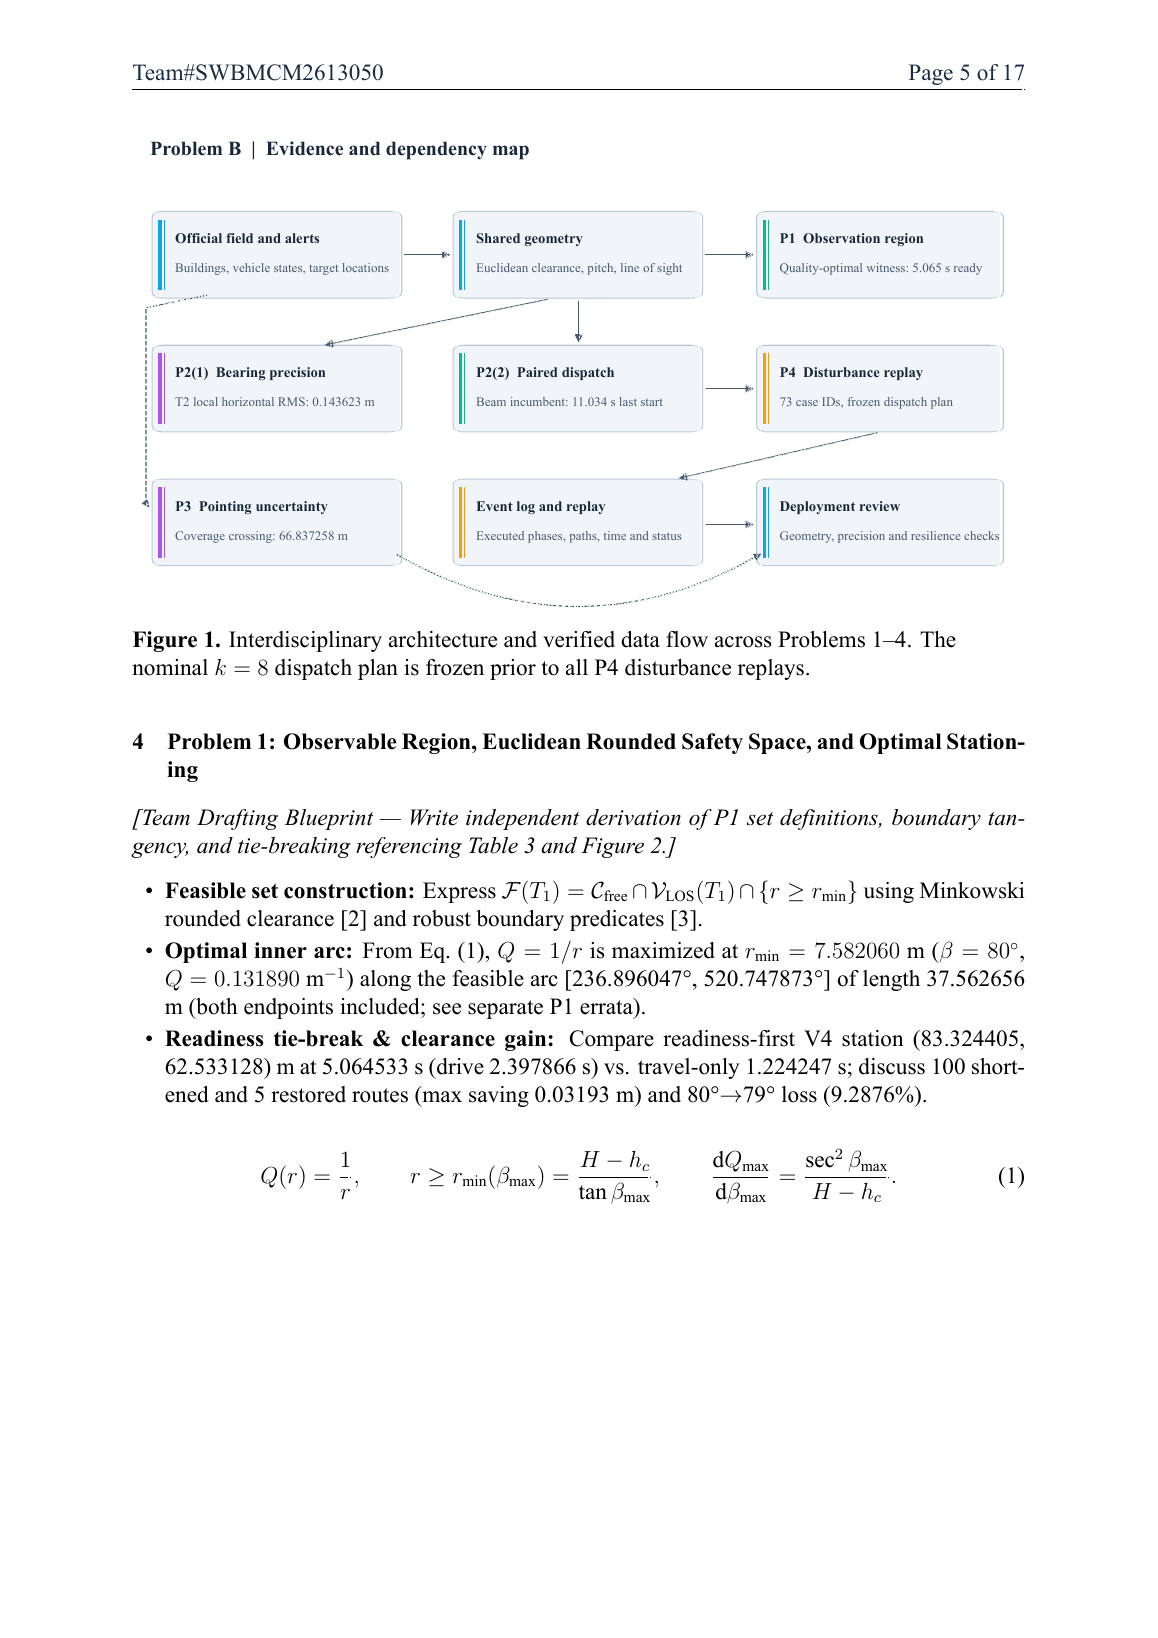 Team#SWBMCM2613050 Page 5 of 17
Problem B | Evidence and dependency map
Official field and alerts
Buildings, vehicle states, target locations
Shared geometry
Euclidean clearance, pitch, line of sight
P1 Observation region
Quality-optimal witness: 5.065 s ready
P2(1) Bearing precision
T2 local horizontal RMS: 0.143623 m
P2(2) Paired dispatch
Beam incumbent: 11.034 s last start
P4 Disturbance replay
73 case IDs, frozen dispatch plan
P3 Pointing uncertainty
Coverage crossing: 66.837258 m
Event log and replay
Executed phases, paths, time and status
Deployment review
Geometry, precision and resilience checks
Figure 1. Interdisciplinary architecture and verified data flow across Problems 1–4. The
nominal k = 8 dispatch plan is frozen prior to all P4 disturbance replays.
4 Problem 1: Observable Region, Euclidean Rounded Safety Space, and Optimal Station-
ing
[Team Drafting Blueprint — Write independent derivation of P1 set definitions, boundary tan-
gency, and tie-breaking referencing Table 3 and Figure 2.]
• Feasible set construction: Express F(T₁) = C_free ∩ V_LOS(T₁) ∩ {r ≥ r_min} using Minkowski
rounded clearance [2] and robust boundary predicates [3].
• Optimal inner arc: From Eq. (1), Q = 1/r is maximized at r_min = 7.582060 m (β = 80°,
Q = 0.131890 m⁻¹) along the feasible arc [236.896047°, 520.747873°] of length 37.562656
m (both endpoints included; see separate P1 errata).
• Readiness tie-break & clearance gain: Compare readiness-first V4 station (83.324405,
62.533128) m at 5.064533 s (drive 2.397866 s) vs. travel-only 1.224247 s; discuss 100 short-
ened and 5 restored routes (max saving 0.03193 m) and 80°→79° loss (9.2876%).
Q(r) = 1/r, r ≥ r_min(β_max) = (H − h_c)/(tan β_max), dQ_max/dβ_max = (sec² β_max)/(H − h_c). (1)